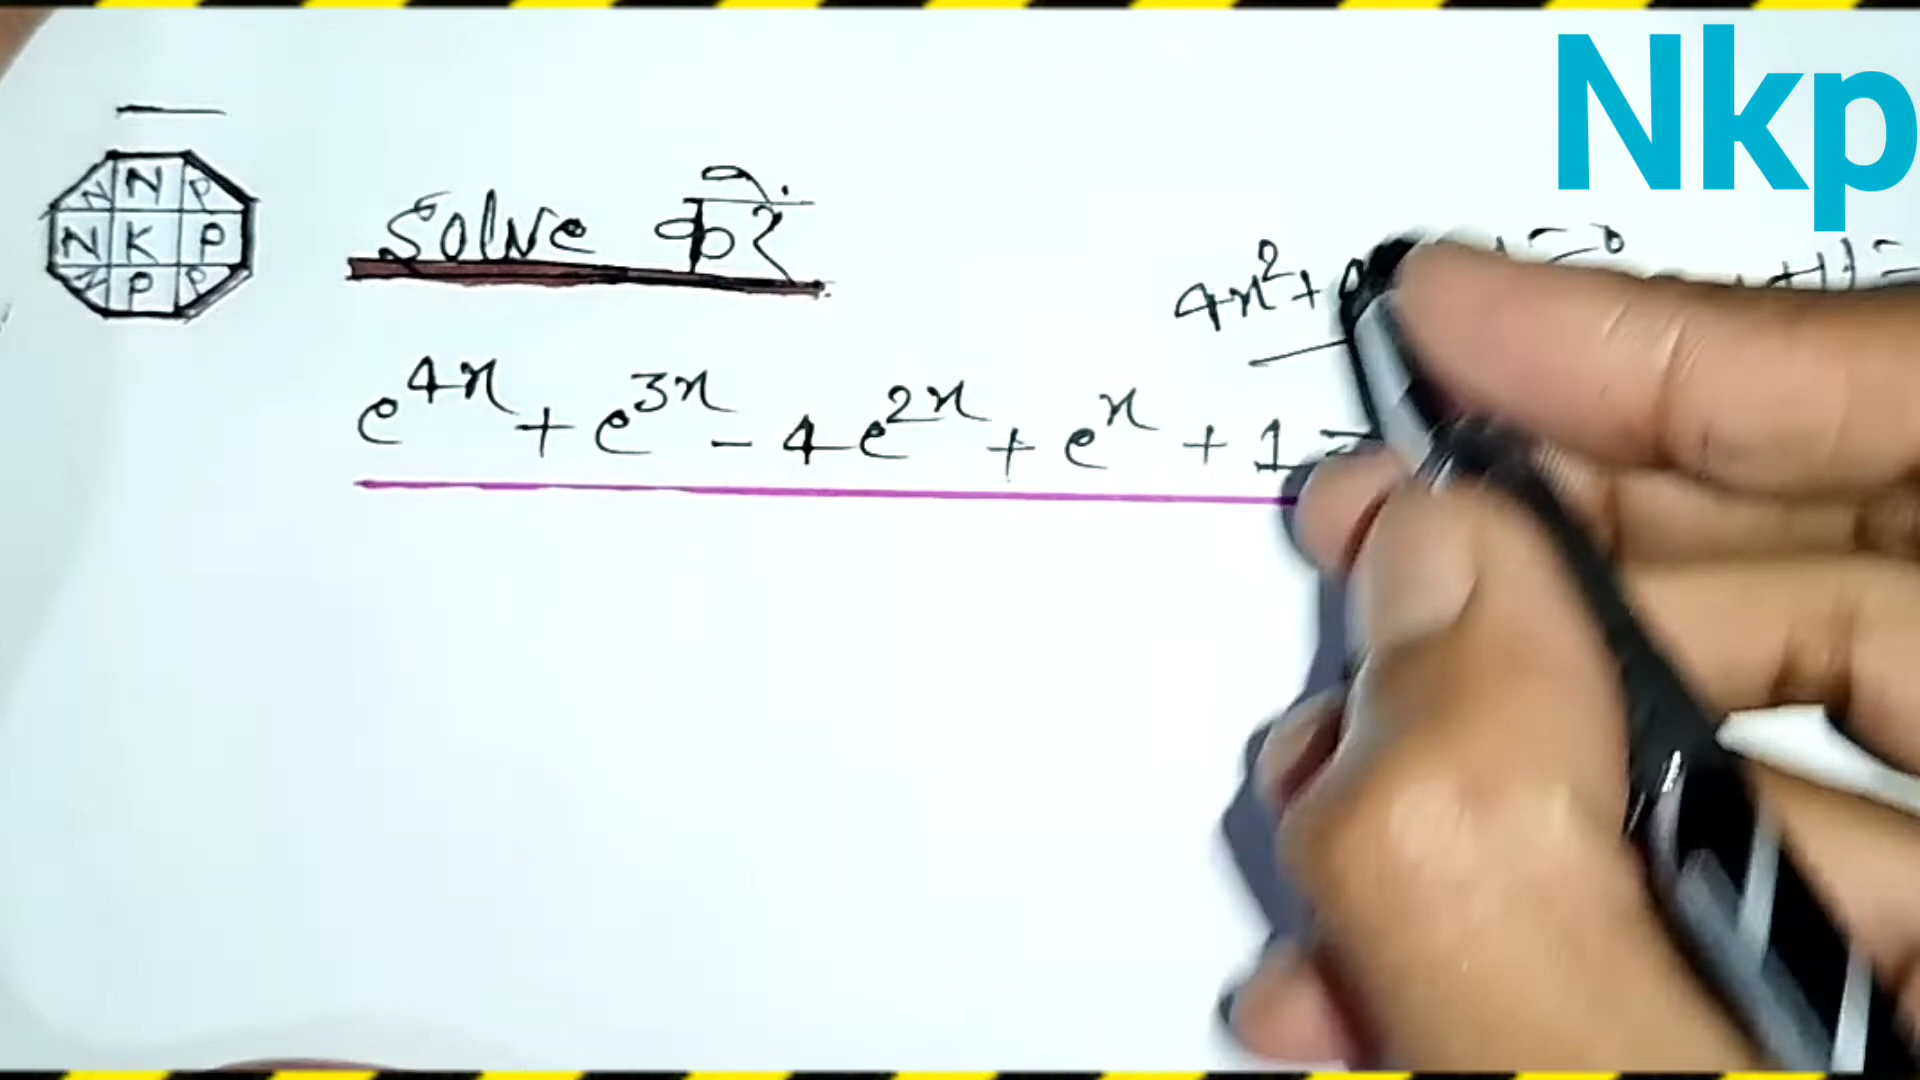 Nkp
N N P
N K P
N P P
Solve करें
4x²+
e^{4x} + e^{3x} - 4e^{2x} + e^{x} + 1 =